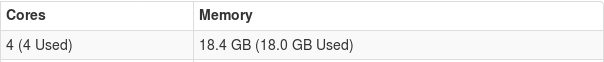 Cores Memory
4 (4 Used) 18.4 GB (18.0 GB Used)